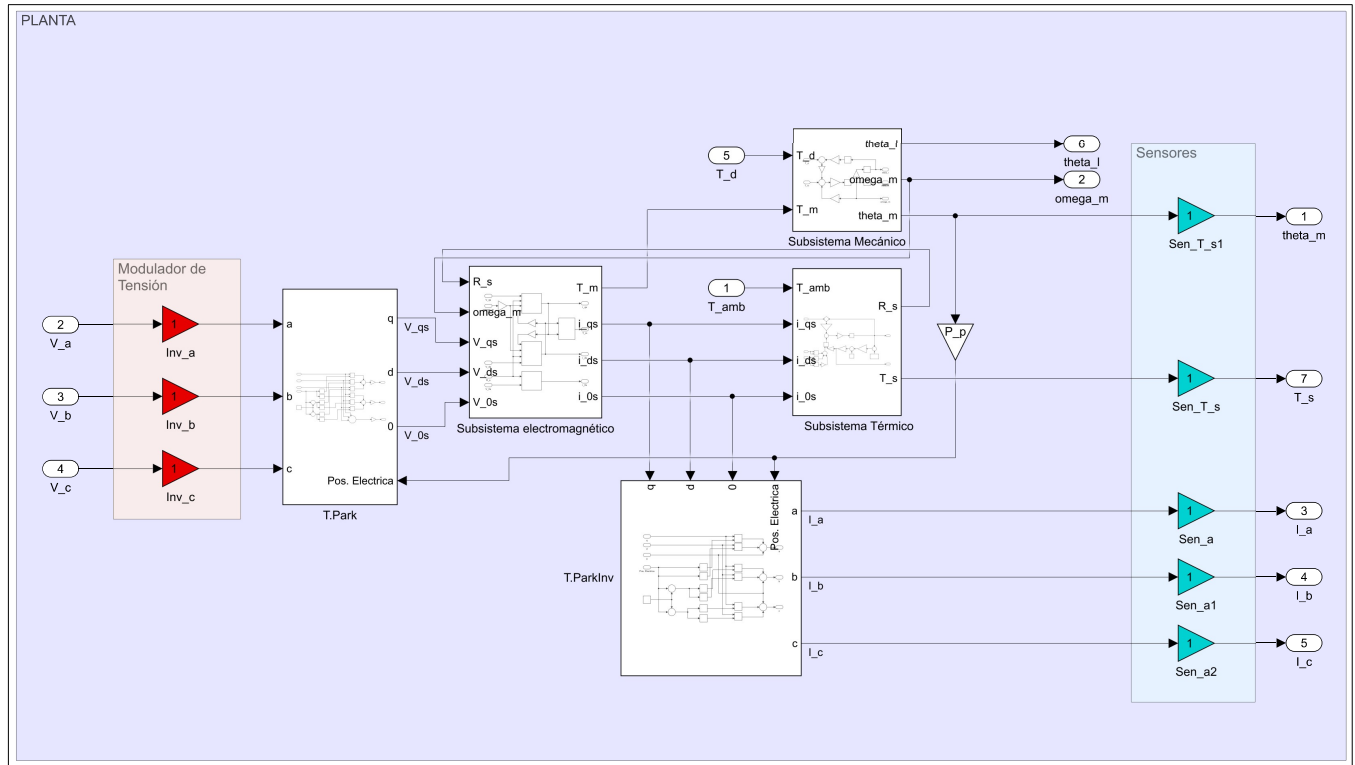 PLANTA
Modulador de
Tensión
2
V_a
1
Inv_a
3
V_b
1
Inv_b
4
V_c
1
Inv_c
a
b
c
q
d
0
Pos. Electrica
T.Park
V_qs
V_ds
V_0s
R_s
omega_m
V_qs
V_ds
V_0s
T_m
i_qs
i_ds
i_0s
Subsistema electromagnético
5
T_d
T_d
T_m
theta_l
omega_m
theta_m
Subsistema Mecánico
1
T_amb
T_amb
i_qs
i_ds
i_0s
R_s
T_s
Subsistema Térmico
P_p
q
d
0
Pos. Electrica
a
b
c
T.ParkInv
I_a
I_b
I_c
6
theta_l
2
omega_m
Sensores
1
Sen_T_s1
1
theta_m
1
Sen_T_s
7
T_s
1
Sen_a
3
I_a
1
Sen_a1
4
I_b
1
Sen_a2
5
I_c